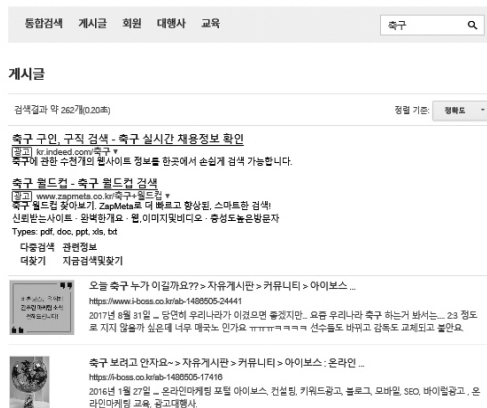 통합검색 게시글 회원 대행사 교육
축구
게시글
검색결과 약 262개(0.20초)
정렬 기준: 정확도
축구 구인, 구직 검색 - 축구 실시간 채용정보 확인
광고 kr.indeed.com/축구
축구에 관한 수천개의 웹사이트 정보를 한곳에서 손쉽게 검색 가능합니다.
축구 월드컵 - 축구 월드컵 검색
광고 www.zapmeta.co.kr/축구+월드컵
축구 월드컵 찾아보기. ZapMeta로 더 빠르고 향상된, 스마트한 검색!
신뢰받는사이트 · 완벽한개요 · 웹,이미지및비디오 · 충성도높은방문자
Types: pdf, doc, ppt, xls, txt
다중검색 관련정보
더찾기 지금검색및찾기
오늘 축구 누가 이길까요?? > 자유게시판 > 커뮤니티 > 아이보스 ...
https://www.i-boss.co.kr/ab-1486505-24441
2017년 8월 31일 ... 당연히 우리나라가 이겼으면 좋겠지만.. 요즘 우리나라 축구 하는거 봐서는.... 2:3 정도
로 지지 않을까 싶은데 너무 매국노 인가요 ㅠㅠㅠㅋㅋㅋㅋ 선수들도 바뀌고 감독도 교체되고 불안요.
축구 보려고 안자요~ > 자유게시판 > 커뮤니티 > 아이보스 : 온라인 ...
https://i-boss.co.kr/ab-1486505-17416
2016년 1월 27일 ... 온라인마케팅 포털 아이보스, 컨설팅, 키워드광고, 블로그, 모바일, SEO, 바이럴광고 , 온
라인마케팅 교육, 광고대행사.